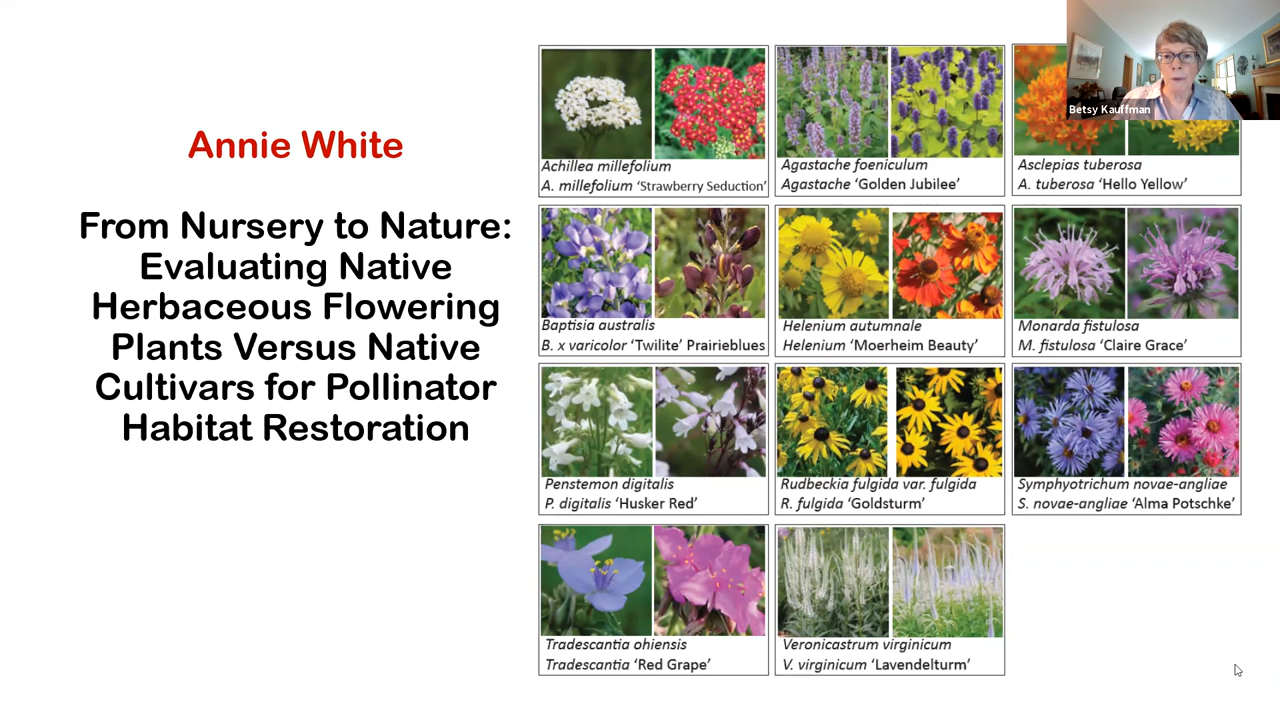 Annie White
From Nursery to Nature:
Evaluating Native
Herbaceous Flowering
Plants Versus Native
Cultivars for Pollinator
Habitat Restoration
Achillea millefolium
A. millefolium ‘Strawberry Seduction’
Agastache foeniculum
Agastache ‘Golden Jubilee’
Betsy Kauffman
Asclepias tuberosa
A. tuberosa ‘Hello Yellow’
Baptisia australis
B. x varicolor ‘Twilite’ Prairieblues
Helenium autumnale
Helenium ‘Moerheim Beauty’
Monarda fistulosa
M. fistulosa ‘Claire Grace’
Penstemon digitalis
P. digitalis ‘Husker Red’
Rudbeckia fulgida var. fulgida
R. fulgida ‘Goldsturm’
Symphyotrichum novae-angliae
S. novae-angliae ‘Alma Potschke’
Tradescantia ohiensis
Tradescantia ‘Red Grape’
Veronicastrum virginicum
V. virginicum ‘Lavendelturm’